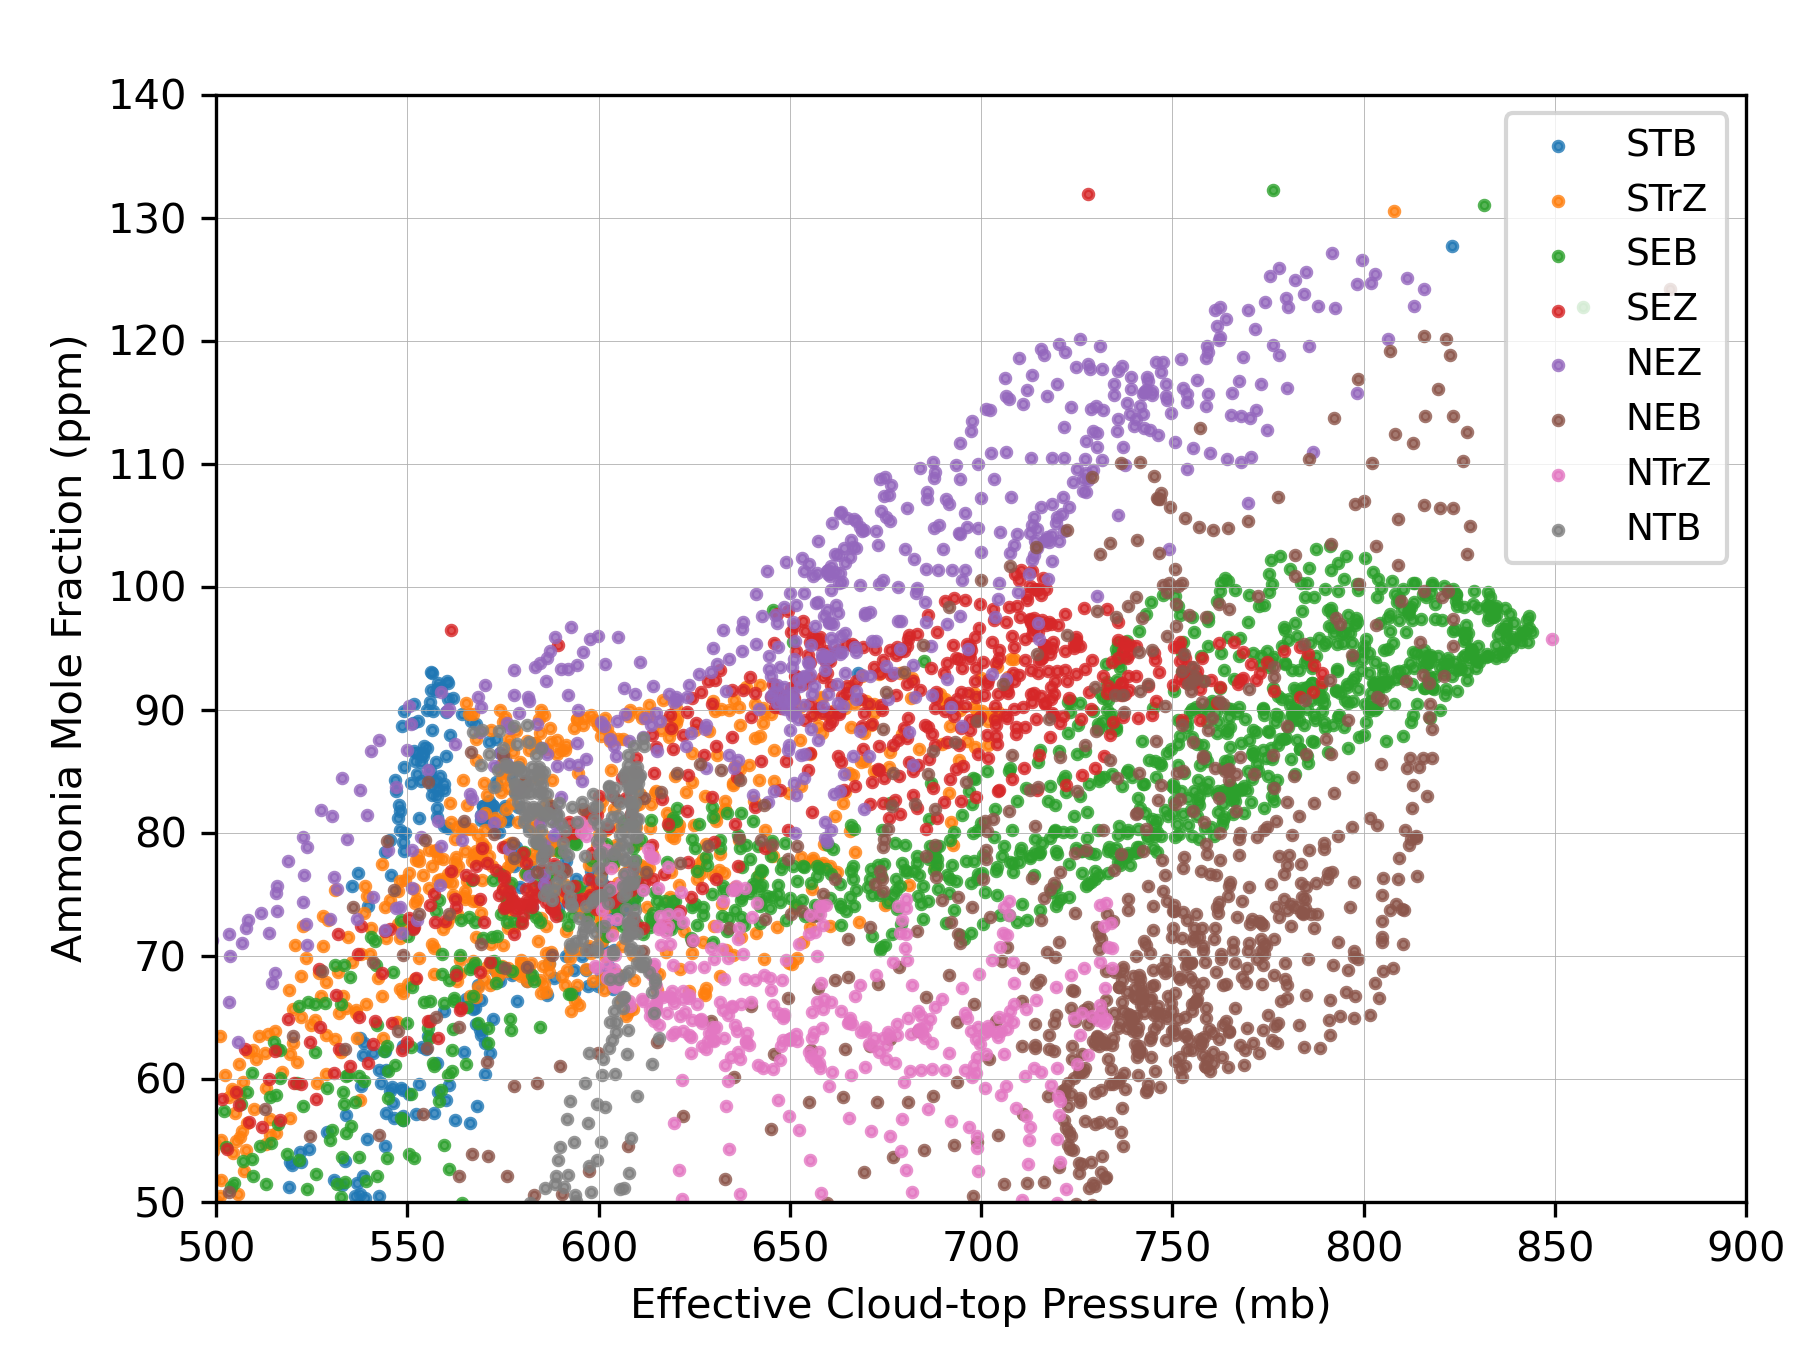 140
130
120
110
100
90
80
70
60
50
Ammonia Mole Fraction (ppm)
STB
STrZ
SEB
SEZ
NEZ
NEB
NTrZ
NTB
500 550 600 650 700 750 800 850 900
Effective Cloud-top Pressure (mb)